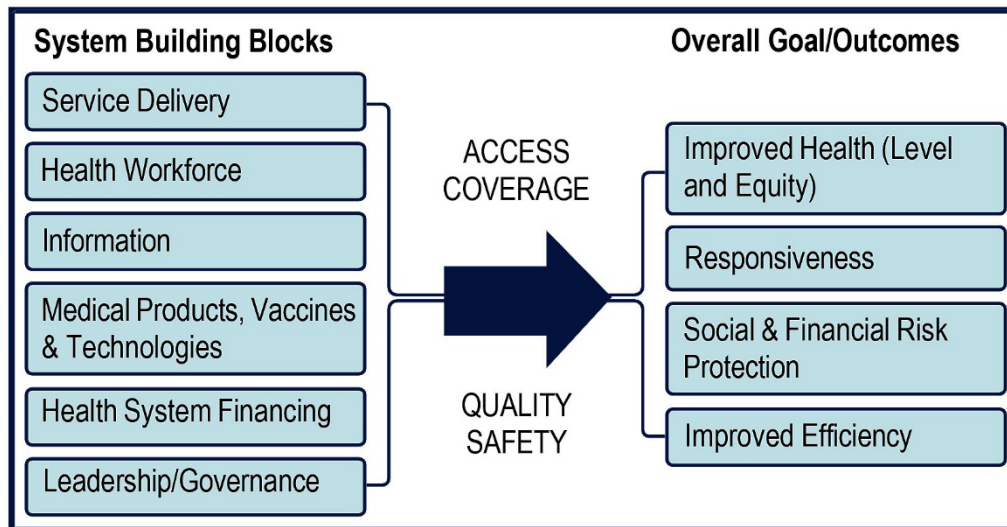 System Building Blocks
Service Delivery
Health Workforce
Information
Medical Products, Vaccines
& Technologies
Health System Financing
Leadership/Governance
ACCESS
COVERAGE
QUALITY
SAFETY
Overall Goal/Outcomes
Improved Health (Level
and Equity)
Responsiveness
Social & Financial Risk
Protection
Improved Efficiency